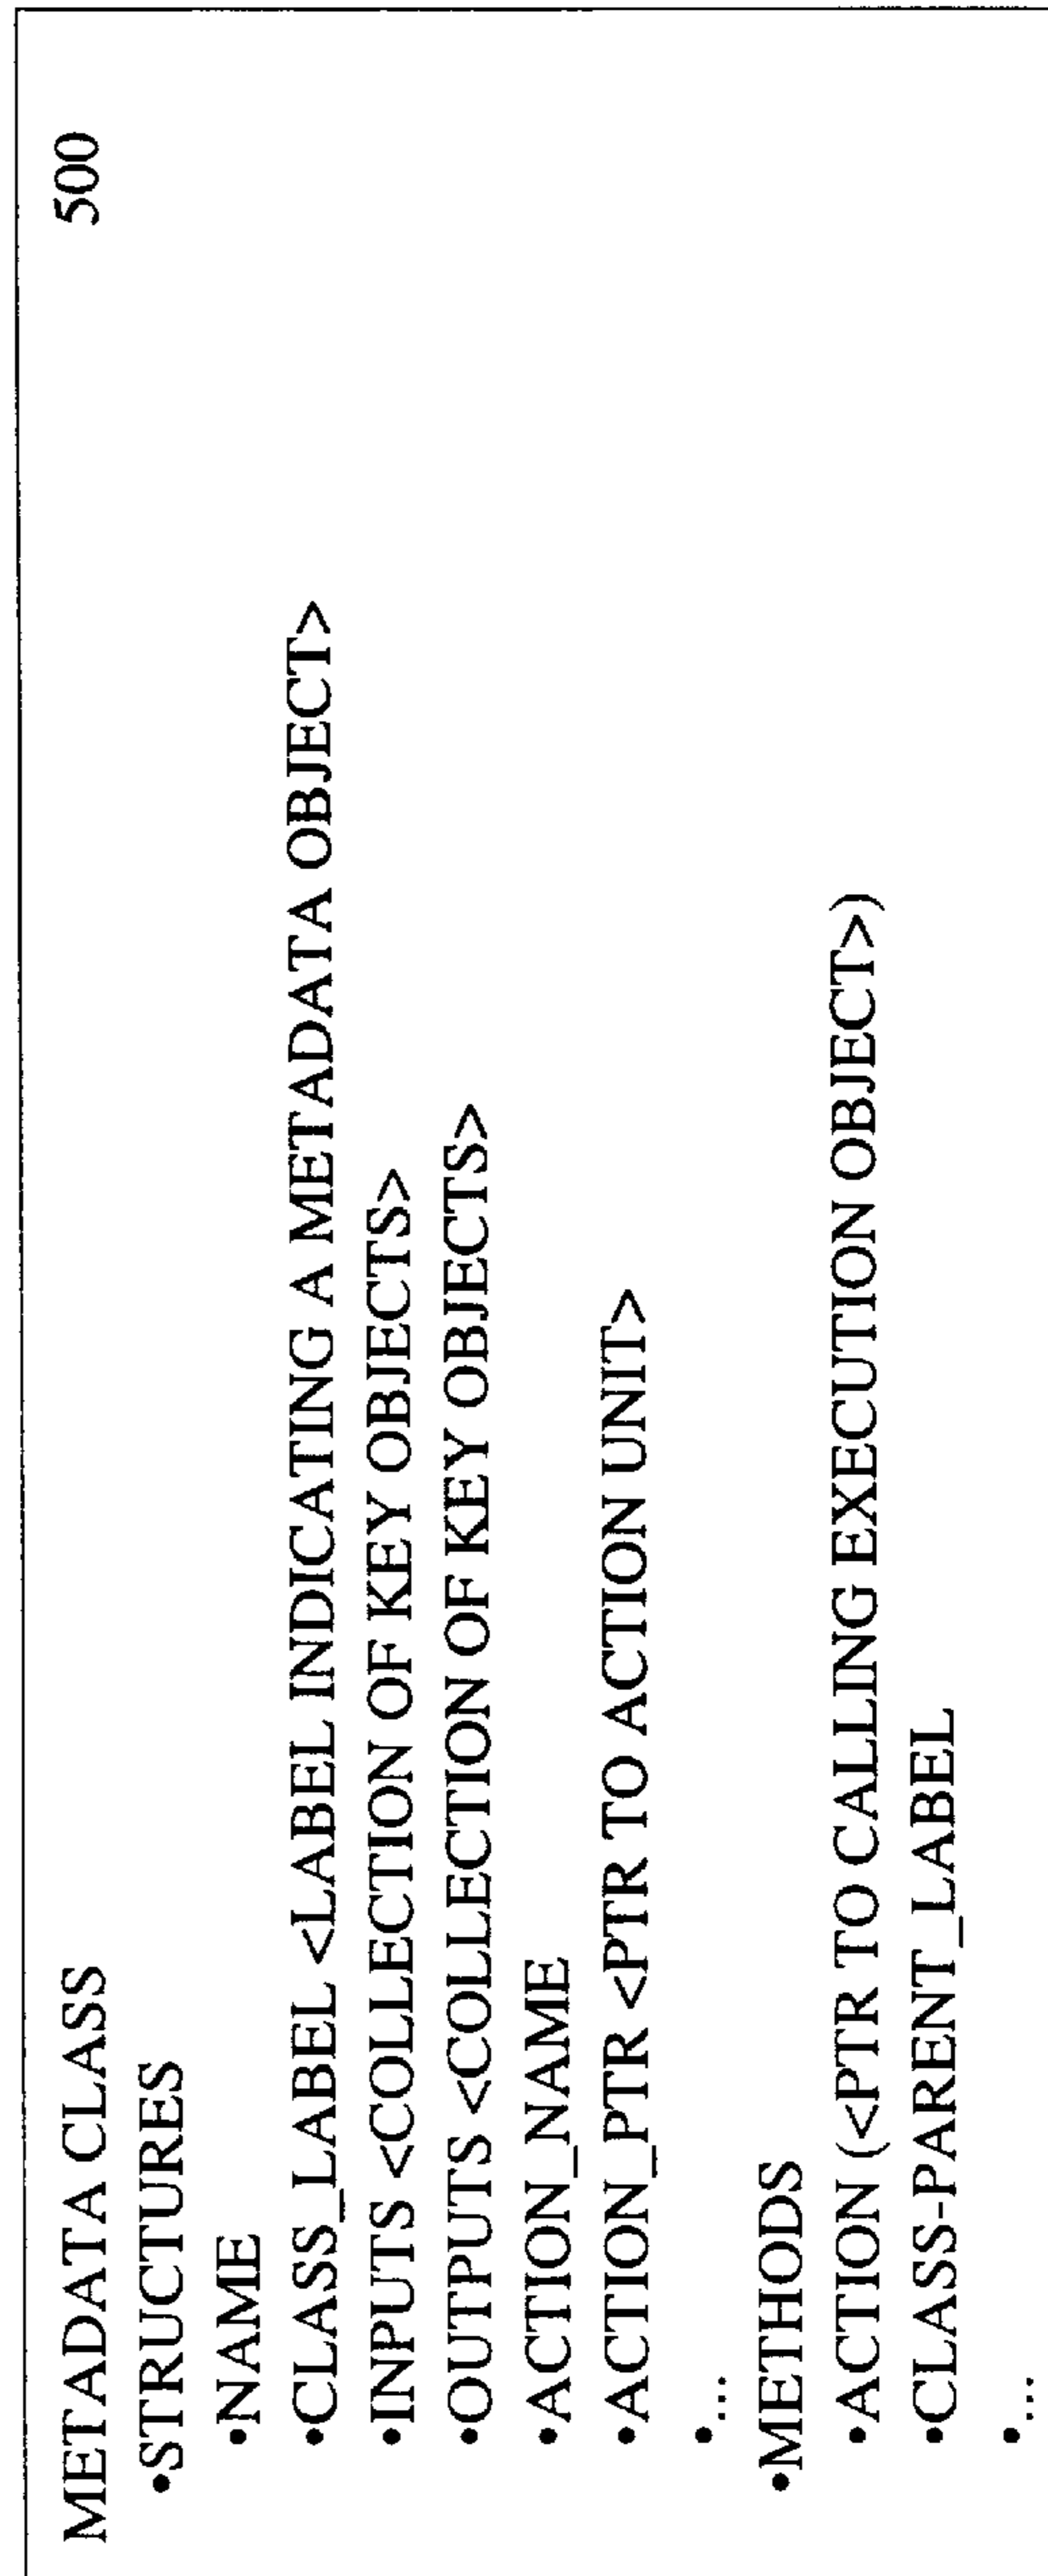 METADATA CLASS 500
•STRUCTURES
•NAME
•CLASS_LABEL <LABEL INDICATING A METADATA OBJECT>
•INPUTS <COLLECTION OF KEY OBJECTS>
•OUTPUTS <COLLECTION OF KEY OBJECTS>
•ACTION_NAME
•ACTION_PTR <PTR TO ACTION UNIT>
•...
•METHODS
•ACTION (<PTR TO CALLING EXECUTION OBJECT>)
•CLASS-PARENT_LABEL
•...